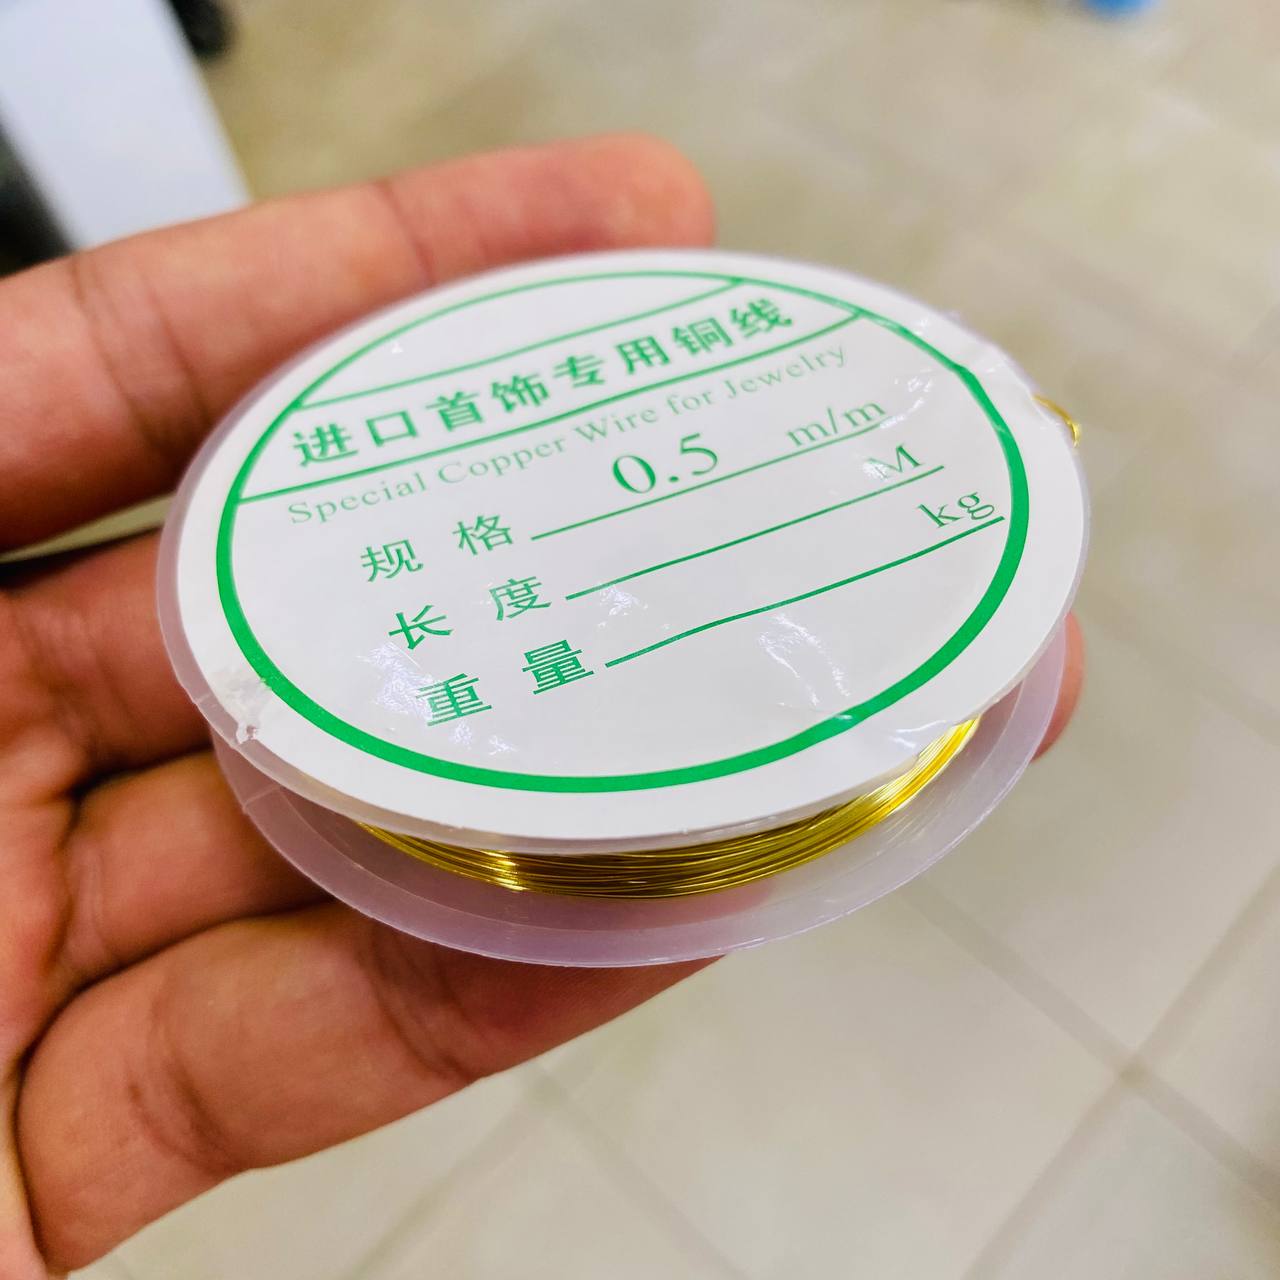 进口首饰专用铜线
Special Copper Wire for Jewelry
规格 0.5 m/m
长度 M
重量 kg